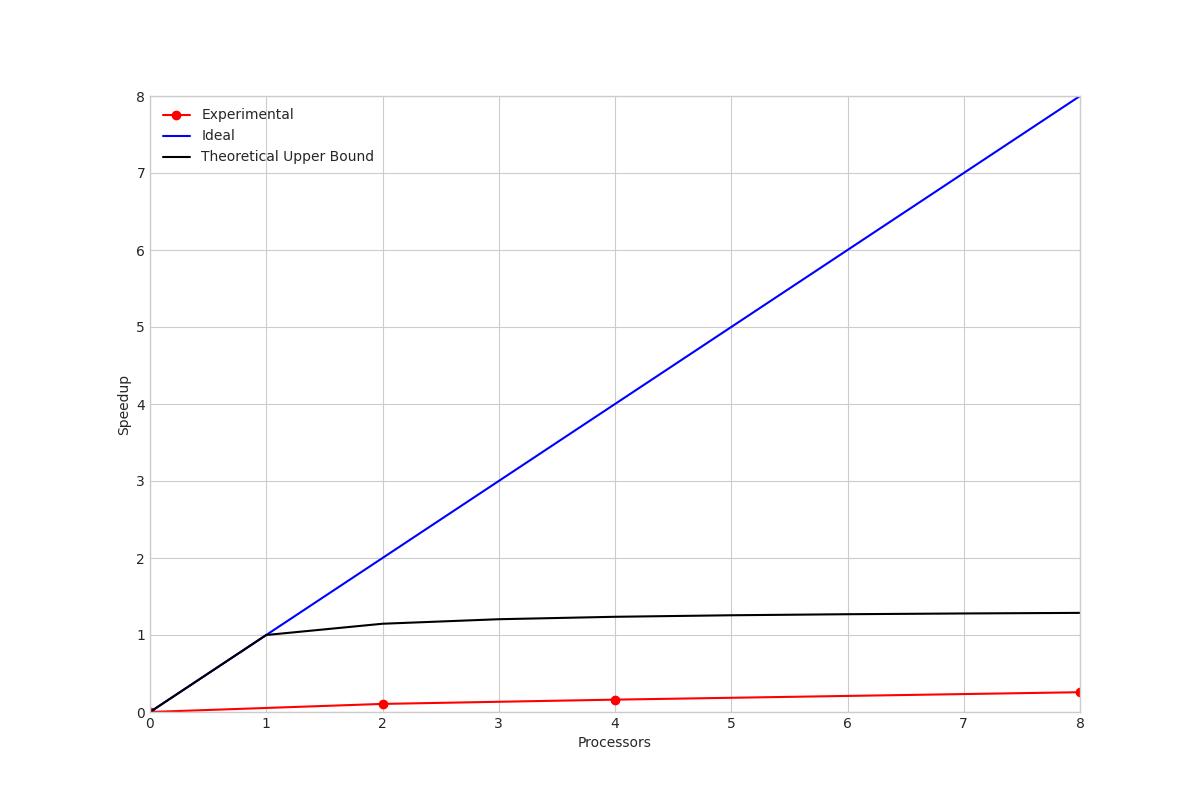 8
7
6
5
4
3
2
1
0
Speedup
Experimental
Ideal
Theoretical Upper Bound
0 1 2 3 4 5 6 7 8
Processors